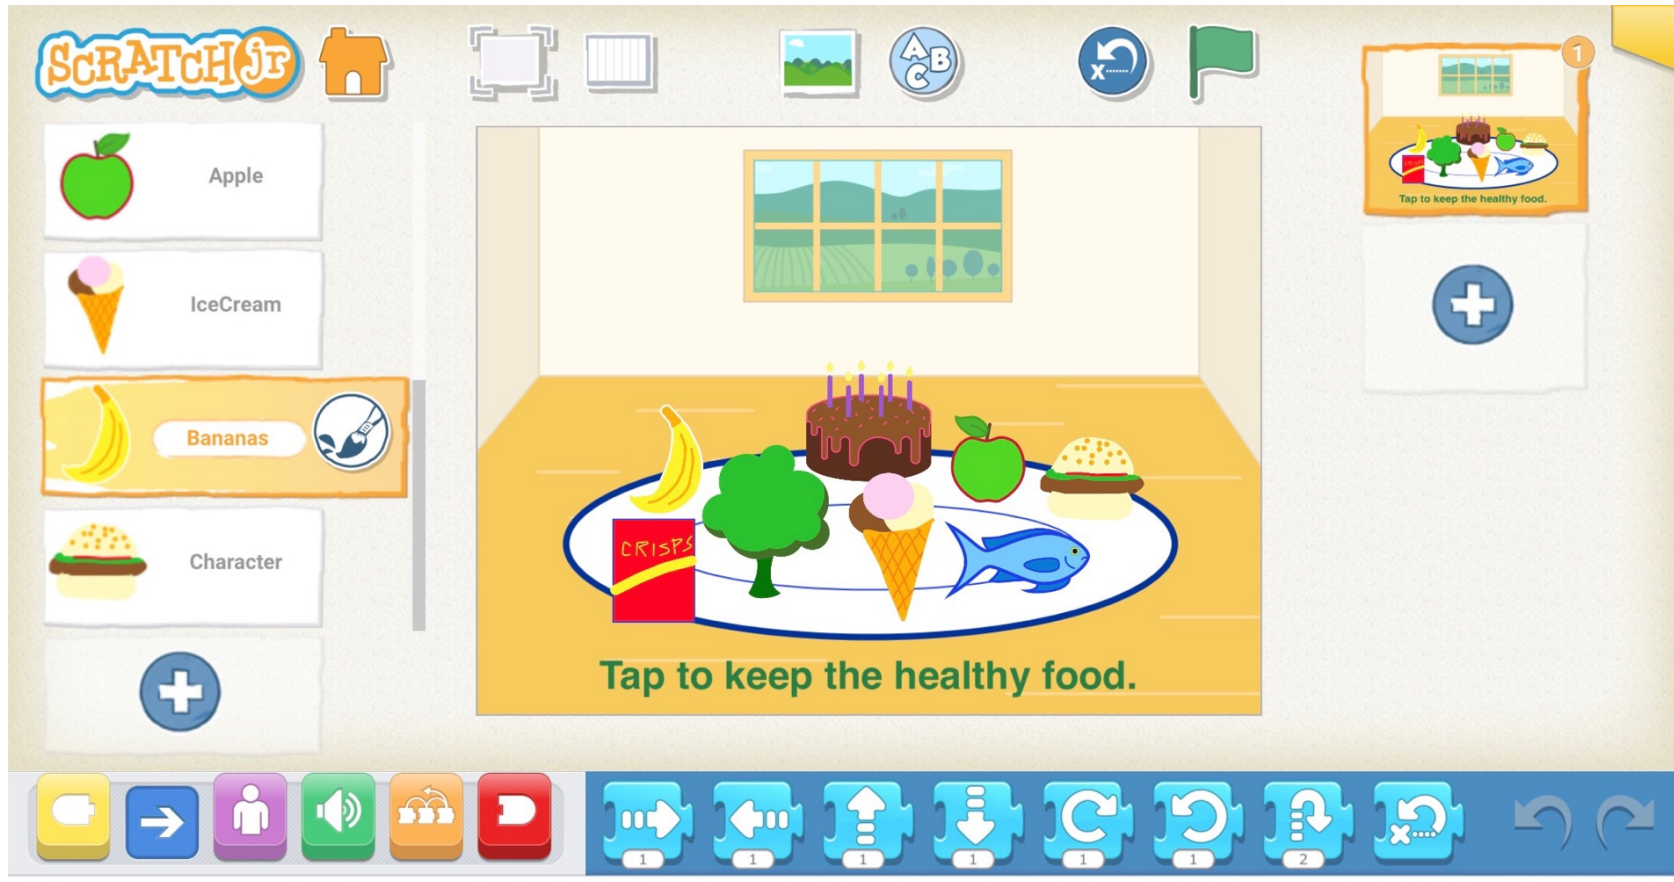 SCRATCHJr
A B C
x
1
Apple
IceCream
Bananas
Character
CRISPS
Tap to keep the healthy food.
CRISPS
Tap to keep the healthy food.
1
1
1
1
1
1
2
x